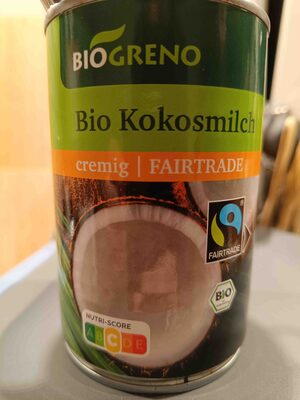 BIOGRENO
Bio Kokosmilch
cremig | FAIRTRADE
FAIRTRADE
BIO
NUTRI-SCORE
A B C D E